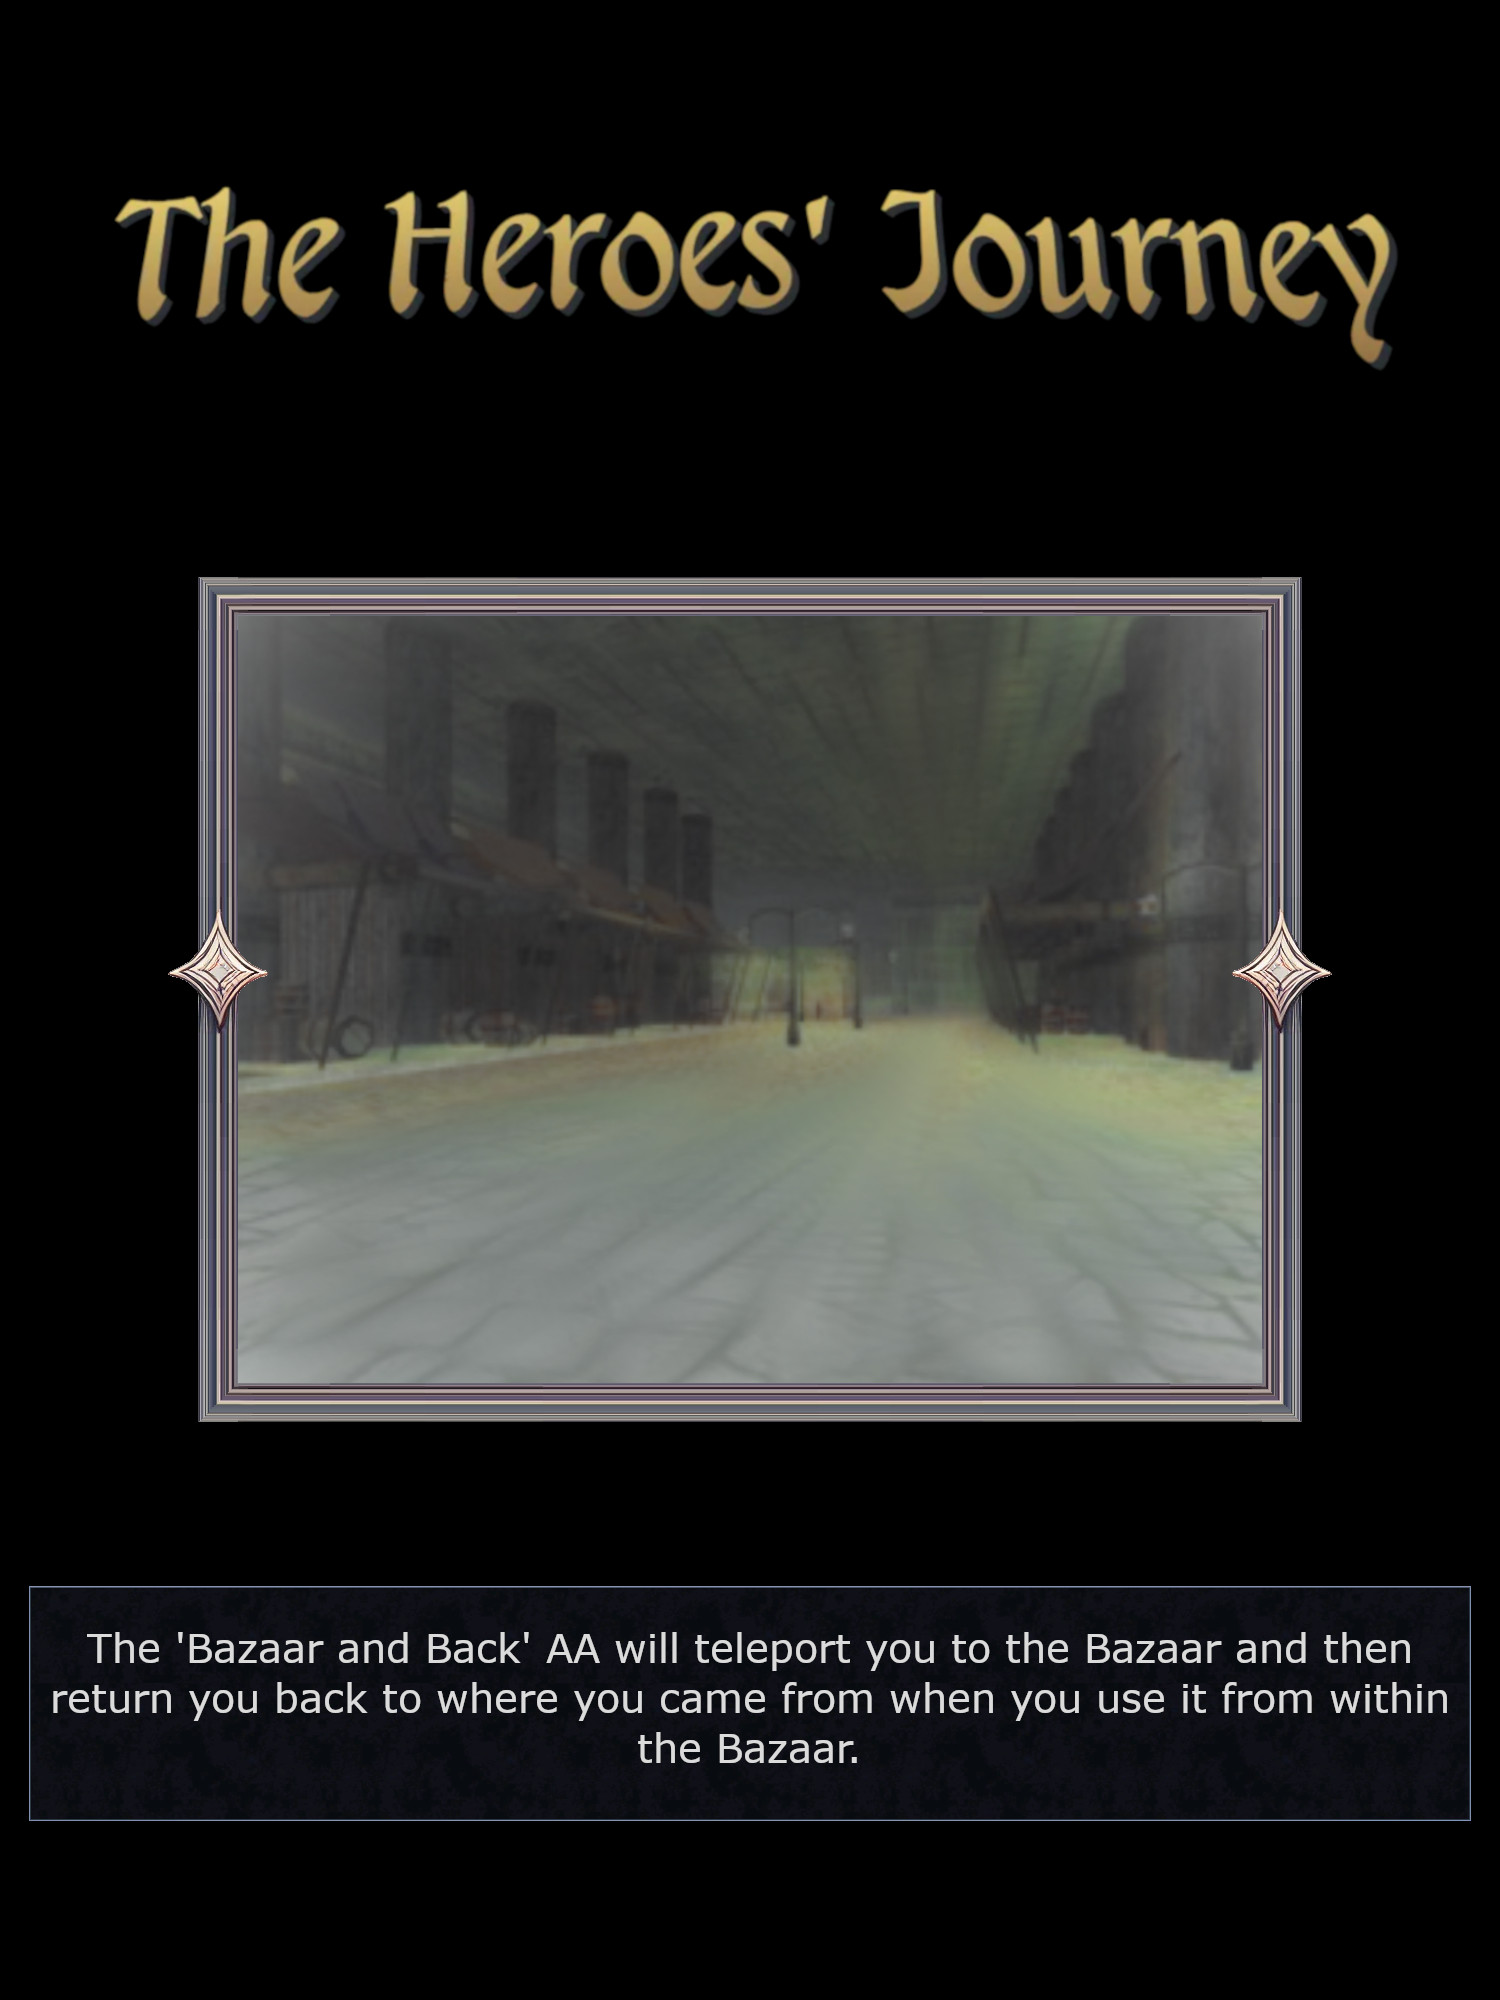 The Heroes' Journey
The 'Bazaar and Back' AA will teleport you to the Bazaar and then
return you back to where you came from when you use it from within
the Bazaar.